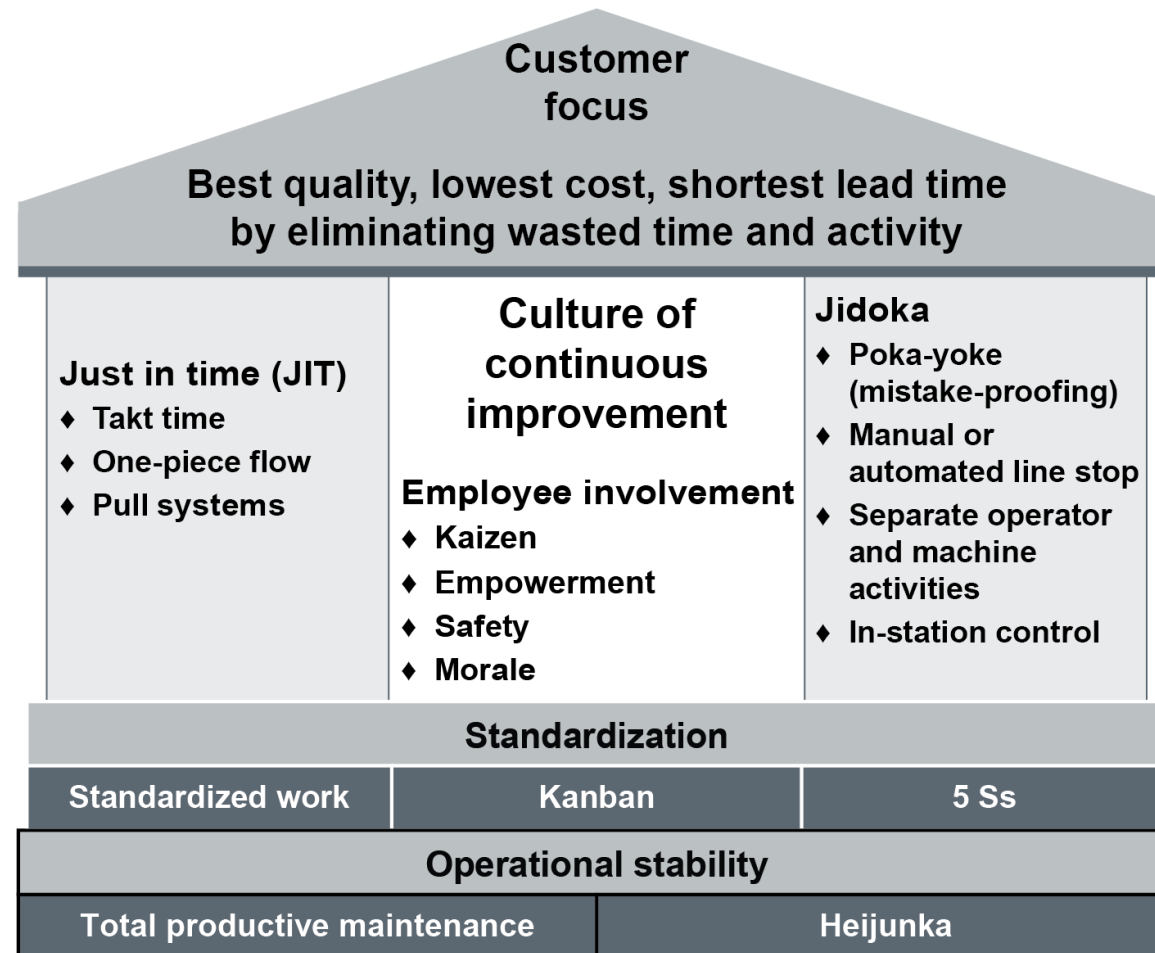 Customer
focus
Best quality, lowest cost, shortest lead time
by eliminating wasted time and activity
Just in time (JIT)
♦ Takt time
♦ One-piece flow
♦ Pull systems
Culture of
continuous
improvement
Employee involvement
♦ Kaizen
♦ Empowerment
♦ Safety
♦ Morale
Jidoka
♦ Poka-yoke
(mistake-proofing)
♦ Manual or
automated line stop
♦ Separate operator
and machine
activities
♦ In-station control
Standardization
Standardized work
Kanban
5 Ss
Operational stability
Total productive maintenance
Heijunka